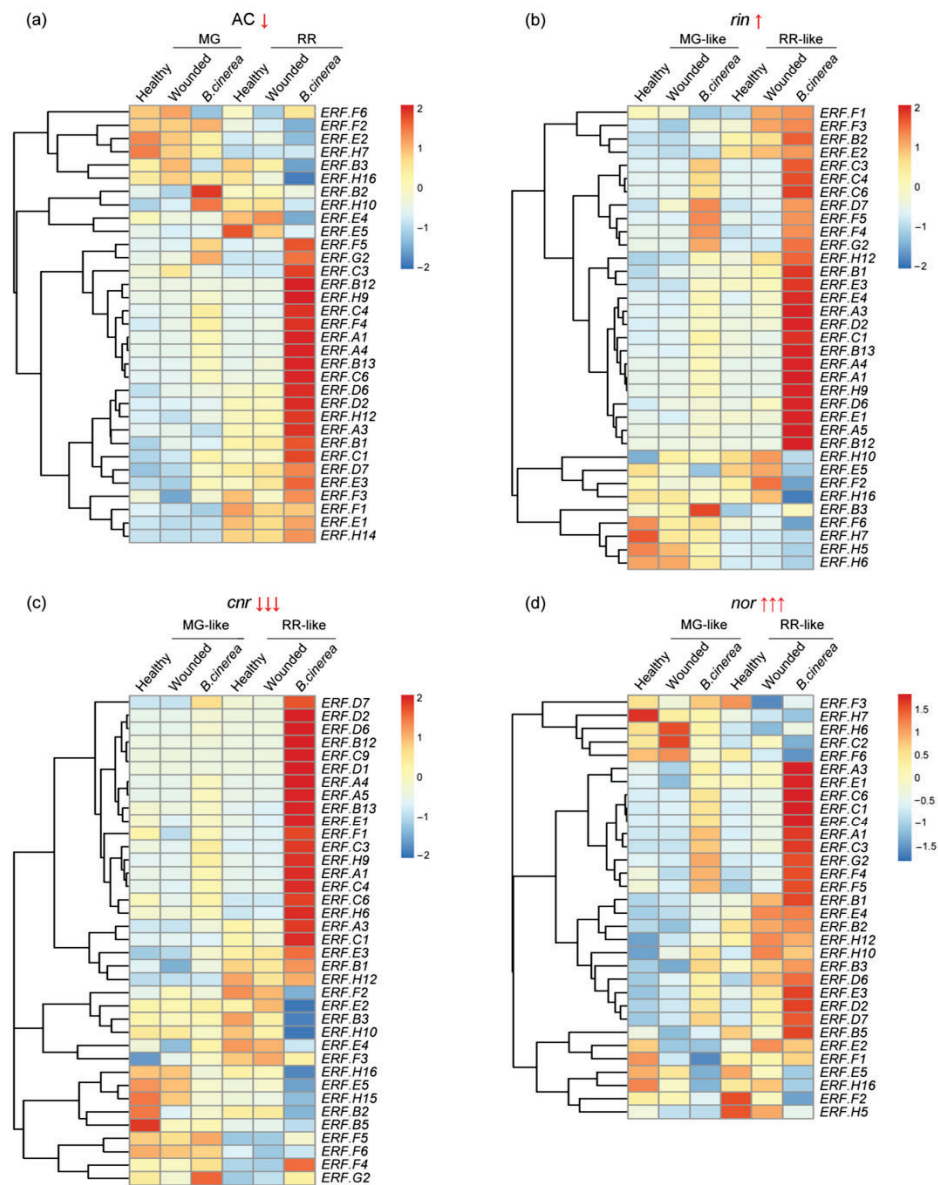 (a)
AC ↓
MG
RR
Healthy
Wounded
B.cinerea
Healthy
Wounded
B.cinerea
ERF.F6
ERF.F2
ERF.E2
ERF.H7
ERF.B3
ERF.H16
ERF.B2
ERF.H10
ERF.E4
ERF.E5
ERF.F5
ERF.G2
ERF.C3
ERF.B12
ERF.H9
ERF.C4
ERF.F4
ERF.A1
ERF.A4
ERF.B13
ERF.C6
ERF.D6
ERF.D2
ERF.H12
ERF.A3
ERF.B1
ERF.C1
ERF.D7
ERF.E3
ERF.F3
ERF.F1
ERF.E1
ERF.H14
2
1
0
−1
−2
(b)
rin ↑
MG-like
RR-like
Healthy
Wounded
B.cinerea
Healthy
Wounded
B.cinerea
ERF.F1
ERF.F3
ERF.B2
ERF.E2
ERF.C3
ERF.C4
ERF.C6
ERF.D7
ERF.F5
ERF.F4
ERF.G2
ERF.H12
ERF.B1
ERF.E3
ERF.E4
ERF.A3
ERF.D2
ERF.C1
ERF.B13
ERF.A4
ERF.A1
ERF.H9
ERF.D6
ERF.E1
ERF.A5
ERF.B12
ERF.H10
ERF.E5
ERF.F2
ERF.H16
ERF.B3
ERF.F6
ERF.H7
ERF.H5
ERF.H6
2
1
0
−1
−2
(c)
cnr ↓↓↓
MG-like
RR-like
Healthy
Wounded
B.cinerea
Healthy
Wounded
B.cinerea
ERF.D7
ERF.D2
ERF.D6
ERF.B12
ERF.C9
ERF.D1
ERF.A4
ERF.A5
ERF.B13
ERF.E1
ERF.F1
ERF.C3
ERF.H9
ERF.A1
ERF.C4
ERF.C6
ERF.H6
ERF.A3
ERF.C1
ERF.E3
ERF.B1
ERF.H12
ERF.F2
ERF.E2
ERF.B3
ERF.H10
ERF.E4
ERF.F3
ERF.H16
ERF.E5
ERF.H15
ERF.B2
ERF.B5
ERF.F5
ERF.F6
ERF.F4
ERF.G2
2
1
0
−1
−2
(d)
nor ↑↑↑
MG-like
RR-like
Healthy
Wounded
B.cinerea
Healthy
Wounded
B.cinerea
ERF.F3
ERF.H7
ERF.H6
ERF.C2
ERF.F6
ERF.A3
ERF.E1
ERF.C6
ERF.C1
ERF.C4
ERF.A1
ERF.C3
ERF.G2
ERF.F4
ERF.F5
ERF.B1
ERF.E4
ERF.B2
ERF.H12
ERF.H10
ERF.B3
ERF.D6
ERF.E3
ERF.D2
ERF.D7
ERF.B5
ERF.E2
ERF.F1
ERF.E5
ERF.H16
ERF.F2
ERF.H5
1.5
1
0.5
0
−0.5
−1
−1.5